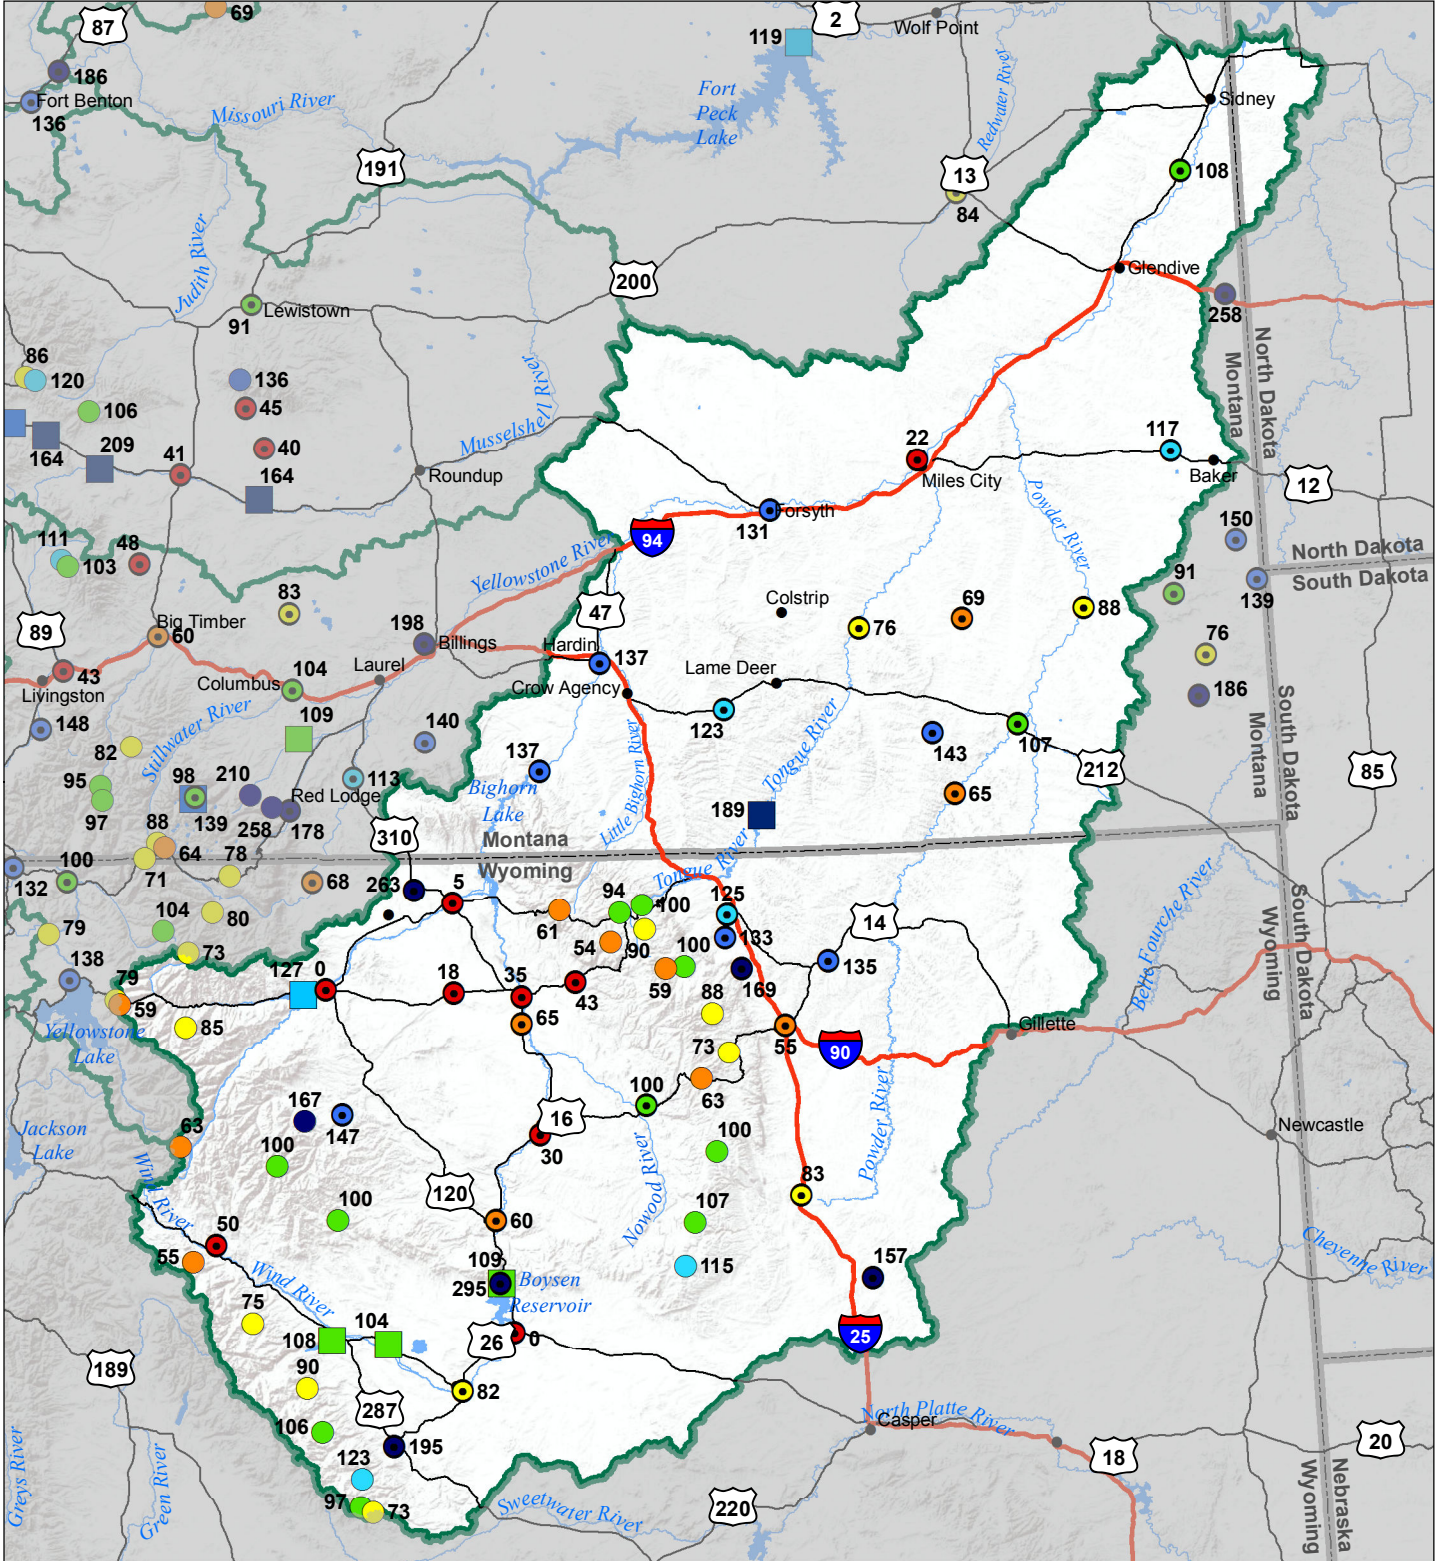 69
87
2
Wolf Point
119
186
Fort Benton
136
Missouri River
Fort
Peck
Lake
Redwater River
Sidney
191
13
84
108
Judith River
200
Glendive
258
91
Lewistown
North Dakota
Montana
86
120
136
106
45
Musselshell River
40
209
164
41
164
Roundup
22
Miles City
117
Baker
12
Powder River
131
Forsyth
94
150
111
103
48
Yellowstone River
North Dakota
South Dakota
91
139
83
47
Colstrip
69
88
76
76
89
Big Timber
60
198
Billings
Hardin
137
Lame Deer
Crow Agency
43
Livingston
Columbus
104
Laurel
186
South Dakota
Montana
148
Stillwater River
109
140
123
143
107
82
Little Bighorn River
Tongue River
212
85
95
97
98
139
210
258
Red Lodge
178
113
137
Bighorn
Lake
65
189
88
64
71
78
310
Montana
Wyoming
Tongue River
132
100
68
263
5
94
100
125
South Dakota
Wyoming
79
104
80
73
61
54
90
133
14
Belle Fourche River
138
127
0
18
35
43
59
100
169
135
79
59
Yellowstone
Lake
85
65
88
55
Gillette
73
90
63
100
16
Powder River
167
147
Jackson
Lake
63
100
30
Nowood River
100
Newcastle
Wind River
100
120
60
107
83
50
55
115
157
Cheyenne River
Wind River
109
295
Boysen
Reservoir
75
108
104
26
0
25
189
90
82
287
106
195
North Platte River
Casper
18
20
123
97
73
Sweetwater River
220
Greys River
Green River
Nebraska
Wyoming